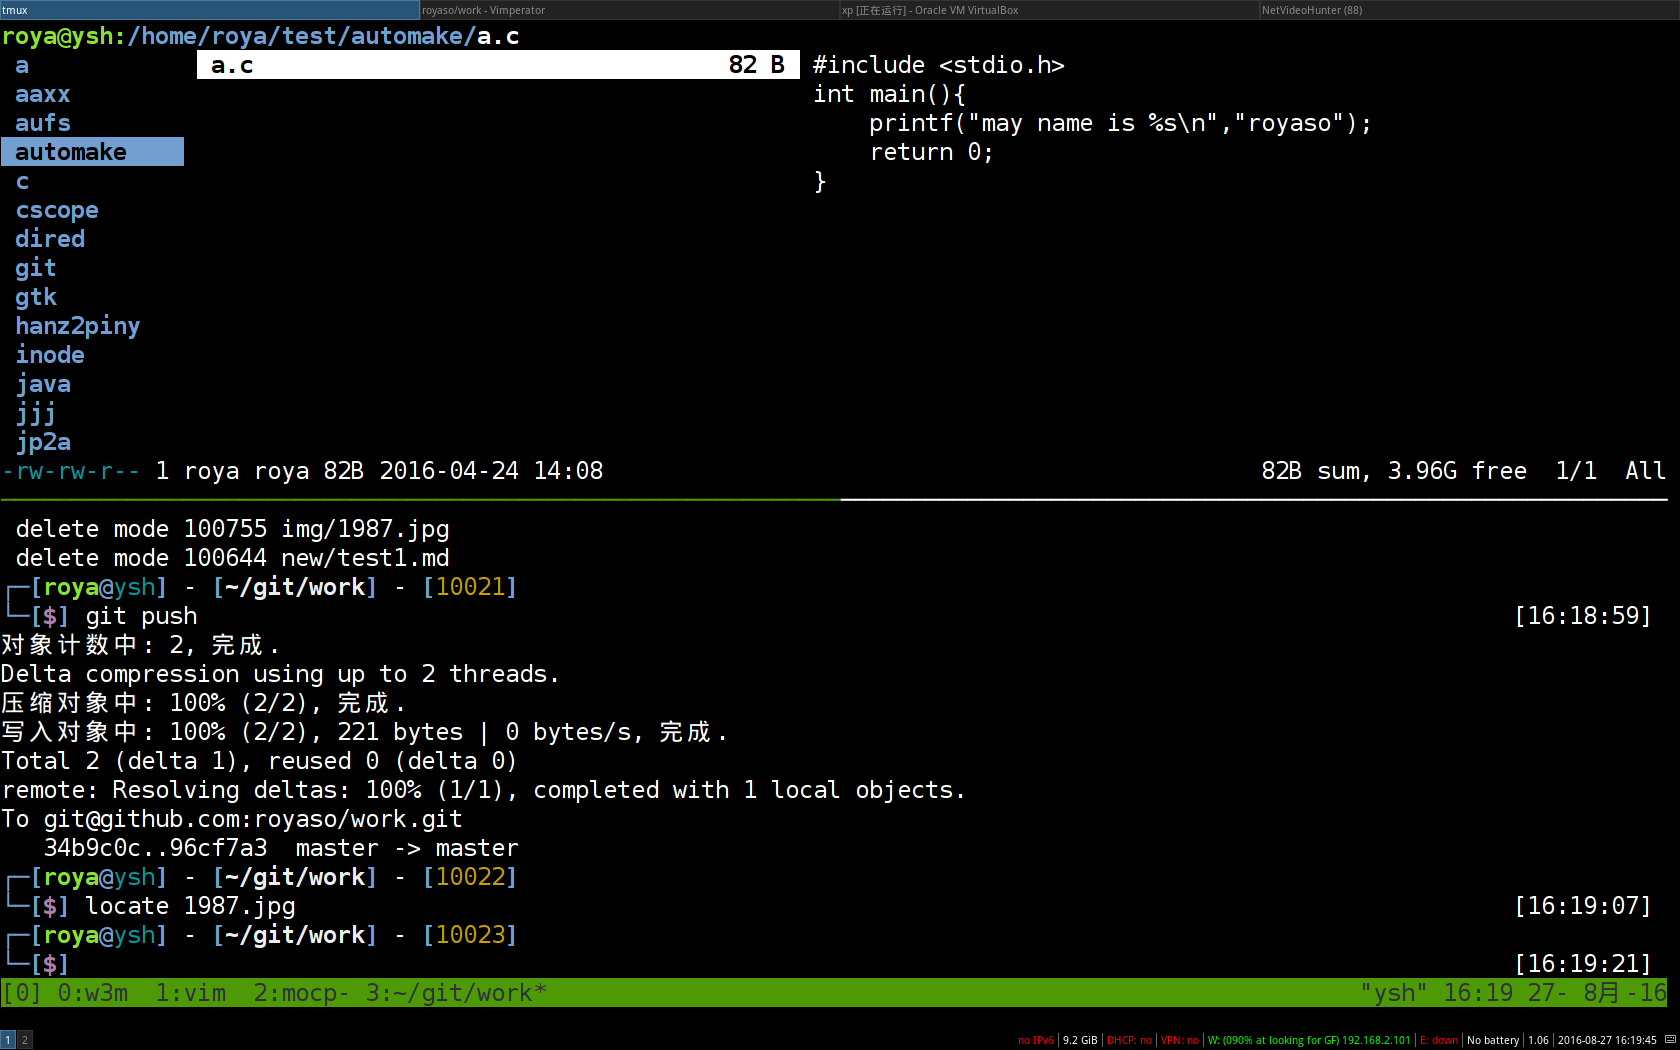 tmux
royaso/work - Vimperator
xp [正在运行] - Oracle VM VirtualBox
NetVideoHunter (88)
roya@ysh:/home/roya/test/automake/a.c
a
a.c 82 B
#include <stdio.h>
aaxx
int main(){
aufs
printf("may name is %s\n","royaso");
automake
return 0;
c
}
cscope
dired
git
gtk
hanz2piny
inode
java
jjj
jp2a
-rw-rw-r-- 1 roya roya 82B 2016-04-24 14:08 82B sum, 3.96G free 1/1 All
delete mode 100755 img/1987.jpg
delete mode 100644 new/test1.md
┌─[roya@ysh] - [~/git/work] - [10021]
└─[$] git push [16:18:59]
对象计数中: 2, 完成.
Delta compression using up to 2 threads.
压缩对象中: 100% (2/2), 完成.
写入对象中: 100% (2/2), 221 bytes | 0 bytes/s, 完成.
Total 2 (delta 1), reused 0 (delta 0)
remote: Resolving deltas: 100% (1/1), completed with 1 local objects.
To git@github.com:royaso/work.git
34b9c0c..96cf7a3 master -> master
┌─[roya@ysh] - [~/git/work] - [10022]
└─[$] locate 1987.jpg [16:19:07]
┌─[roya@ysh] - [~/git/work] - [10023]
└─[$] [16:19:21]
[0] 0:w3m 1:vim 2:mocp- 3:~/git/work* "ysh" 16:19 27- 8月-16
1 2 no IPv6 | 9.2 GiB | DHCP: no | VPN: no | W: (090% at looking for GF) 192.168.2.101 | E: down | No battery | 1.06 | 2016-08-27 16:19:45